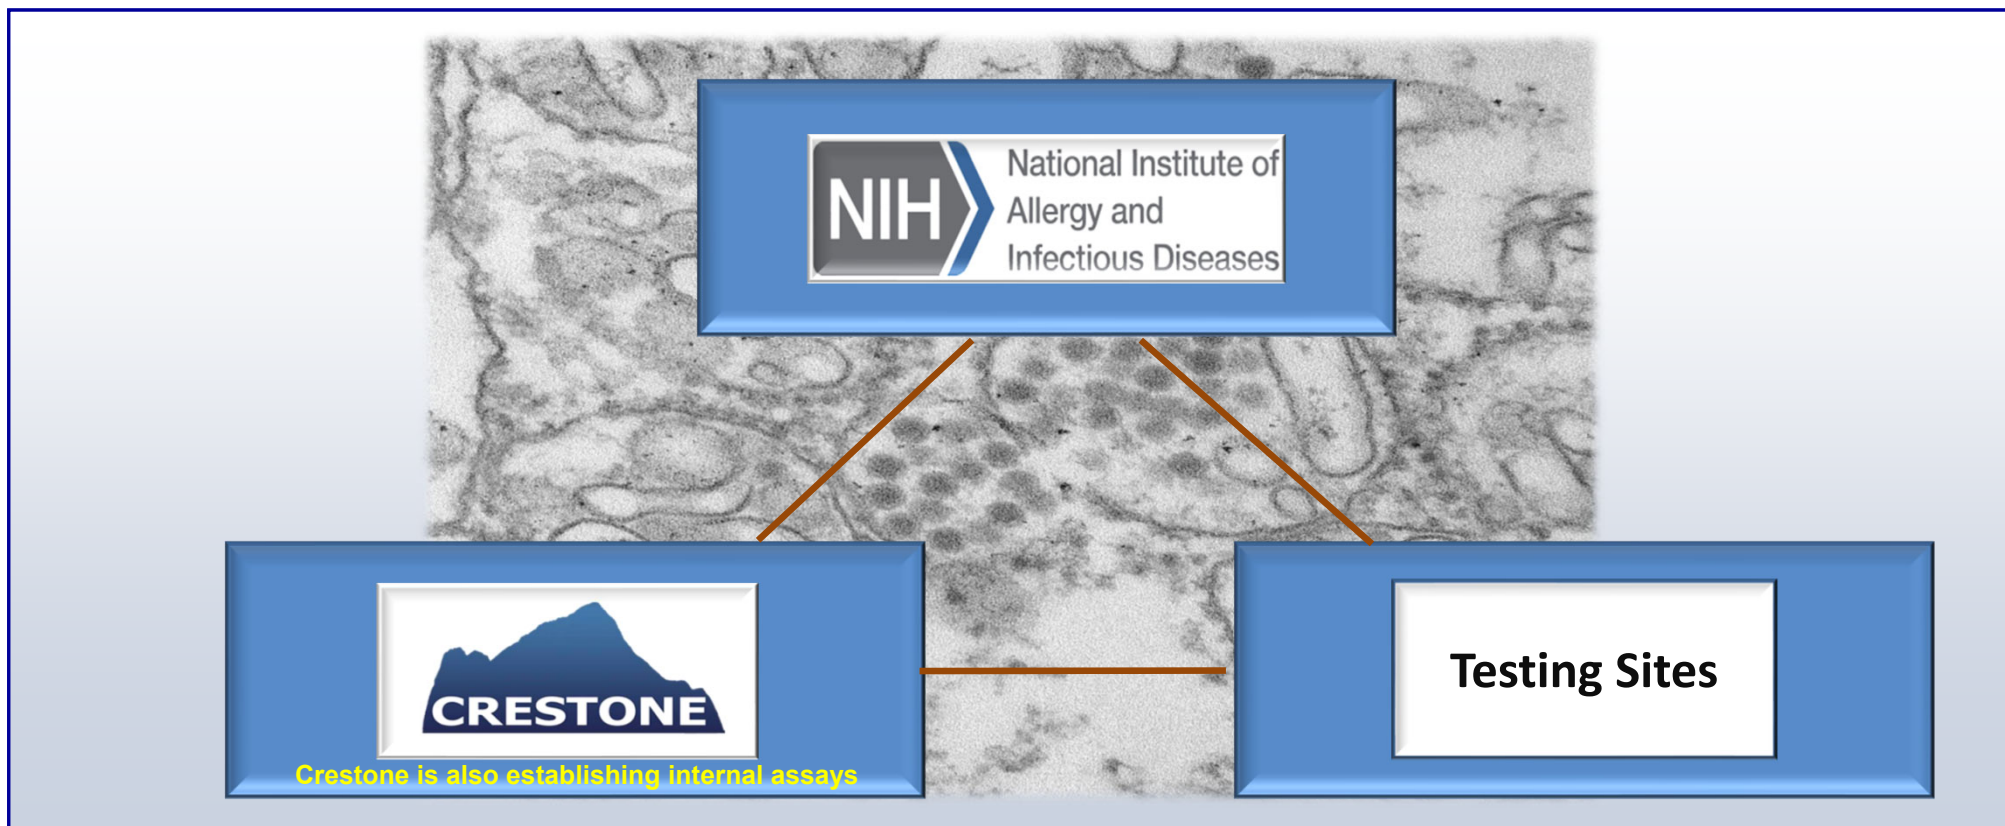 NIH
National Institute of
Allergy and
Infectious Diseases
CRESTONE
Crestone is also establishing internal assays
Testing Sites